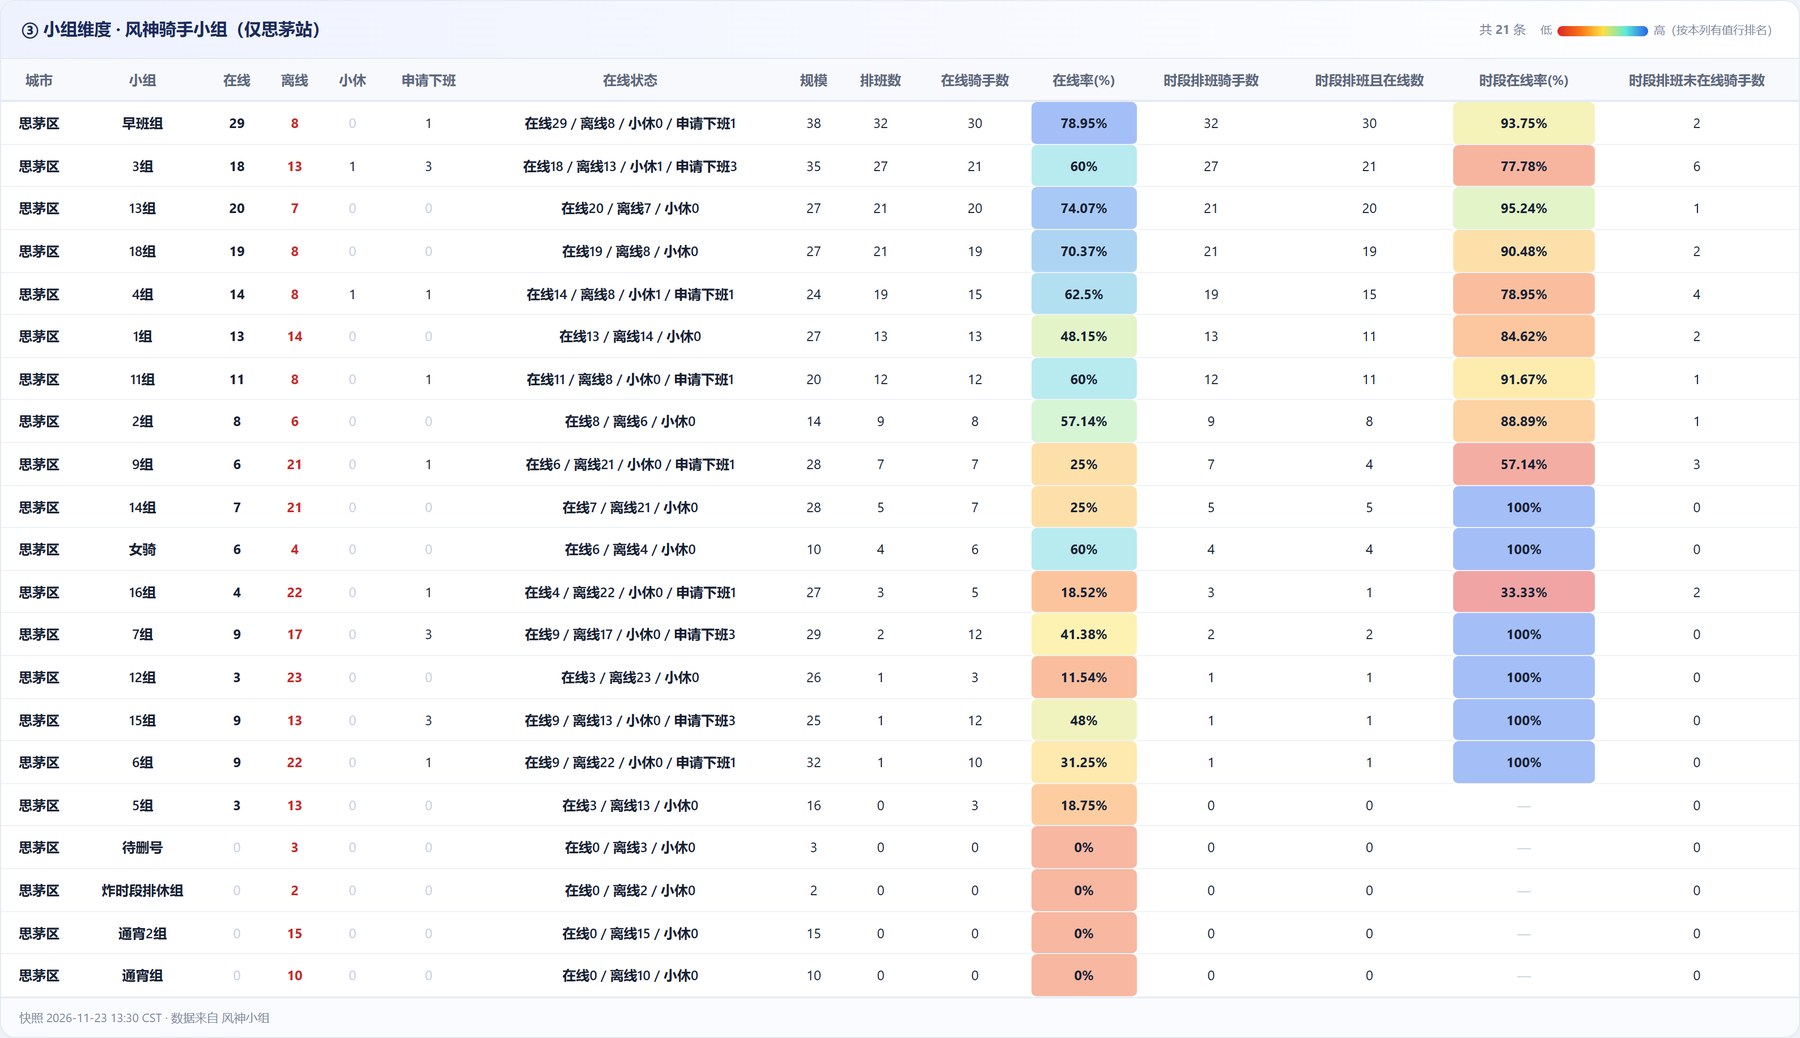 ③ 小组维度 · 风神骑手小组（仅思茅站）
共 21 条 低 高 (按本列有值行排名)
城市 小组 在线 离线 小休 申请下班 在线状态 规模 排班数 在线骑手数 在线率(%) 时段排班骑手数 时段排班且在线数 时段在线率(%) 时段排班未在线骑手数
思茅区 早班组 29 8 0 1 在线29 / 离线8 / 小休0 / 申请下班1 38 32 30 78.95% 32 30 93.75% 2
思茅区 3组 18 13 1 3 在线18 / 离线13 / 小休1 / 申请下班3 35 27 21 60% 27 21 77.78% 6
思茅区 13组 20 7 0 0 在线20 / 离线7 / 小休0 27 21 20 74.07% 21 20 95.24% 1
思茅区 18组 19 8 0 0 在线19 / 离线8 / 小休0 27 21 19 70.37% 21 19 90.48% 2
思茅区 4组 14 8 1 1 在线14 / 离线8 / 小休1 / 申请下班1 24 19 15 62.5% 19 15 78.95% 4
思茅区 1组 13 14 0 0 在线13 / 离线14 / 小休0 27 13 13 48.15% 13 11 84.62% 2
思茅区 11组 11 8 0 1 在线11 / 离线8 / 小休0 / 申请下班1 20 12 12 60% 12 11 91.67% 1
思茅区 2组 8 6 0 0 在线8 / 离线6 / 小休0 14 9 8 57.14% 9 8 88.89% 1
思茅区 9组 6 21 0 1 在线6 / 离线21 / 小休0 / 申请下班1 28 7 7 25% 7 4 57.14% 3
思茅区 14组 7 21 0 0 在线7 / 离线21 / 小休0 28 5 7 25% 5 5 100% 0
思茅区 女骑 6 4 0 0 在线6 / 离线4 / 小休0 10 4 6 60% 4 4 100% 0
思茅区 16组 4 22 0 1 在线4 / 离线22 / 小休0 / 申请下班1 27 3 5 18.52% 3 1 33.33% 2
思茅区 7组 9 17 0 3 在线9 / 离线17 / 小休0 / 申请下班3 29 2 12 41.38% 2 2 100% 0
思茅区 12组 3 23 0 0 在线3 / 离线23 / 小休0 26 1 3 11.54% 1 1 100% 0
思茅区 15组 9 13 0 3 在线9 / 离线13 / 小休0 / 申请下班3 25 1 12 48% 1 1 100% 0
思茅区 6组 9 22 0 1 在线9 / 离线22 / 小休0 / 申请下班1 32 1 10 31.25% 1 1 100% 0
思茅区 5组 3 13 0 0 在线3 / 离线13 / 小休0 16 0 3 18.75% 0 0 — 0
思茅区 待删号 0 3 0 0 在线0 / 离线3 / 小休0 3 0 0 0% 0 0 — 0
思茅区 炸时段排休组 0 2 0 0 在线0 / 离线2 / 小休0 2 0 0 0% 0 0 — 0
思茅区 通宵2组 0 15 0 0 在线0 / 离线15 / 小休0 15 0 0 0% 0 0 — 0
思茅区 通宵组 0 10 0 0 在线0 / 离线10 / 小休0 10 0 0 0% 0 0 — 0
快照 2026-11-23 13:30 CST · 数据来自 风神小组